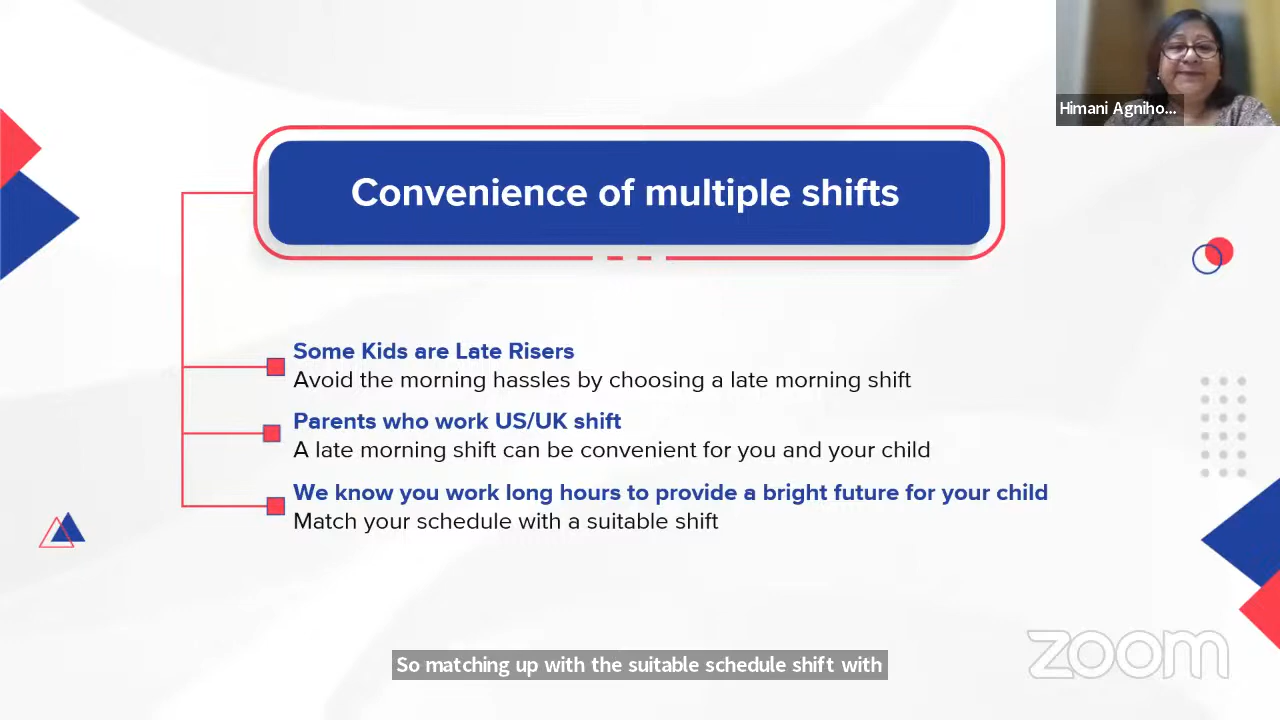 Himani Agniho...
Convenience of multiple shifts
Some Kids are Late Risers
Avoid the morning hassles by choosing a late morning shift
Parents who work US/UK shift
A late morning shift can be convenient for you and your child
We know you work long hours to provide a bright future for your child
Match your schedule with a suitable shift
So matching up with the suitable schedule shift with
zoom